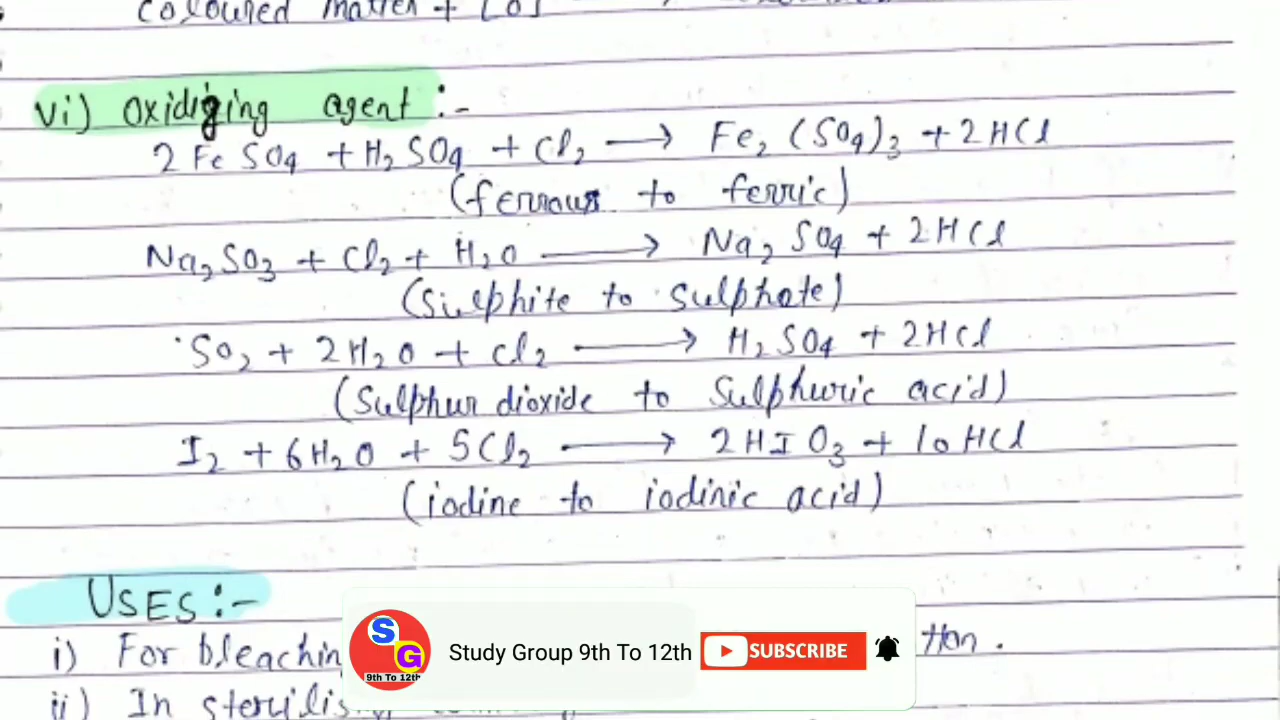 coloured matter + [O]
vi) oxidizing agent :-
2 FeSO4 + H2SO4 + Cl2 ⟶ Fe2 (SO4)3 + 2HCl
(ferrous to ferric)
Na2SO3 + Cl2 + H2O ⟶ Na2SO4 + 2HCl
(Sulphite to sulphate)
SO2 + 2H2O + Cl2 ⟶ H2SO4 + 2HCl
(Sulphur dioxide to Sulphuric acid)
I2 + 6H2O + 5Cl2 ⟶ 2HIO3 + 10HCl
(iodine to iodinic acid)
USES :-
i) For bleachin
ii) In
S G
9th To 12th
Study Group 9th To 12th
SUBSCRIBE